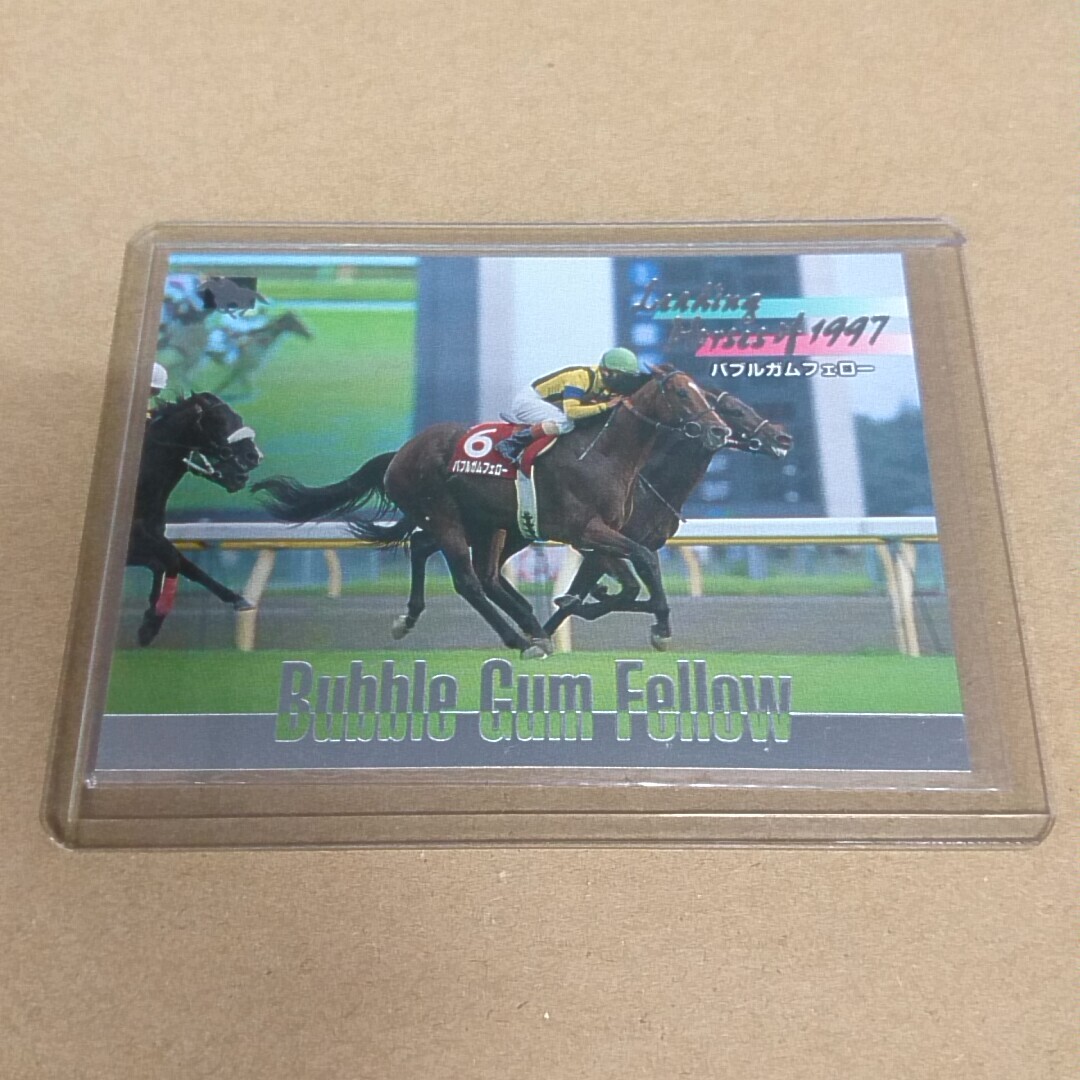 Leading
Horses of 1997
バブルガムフェロー
6
バブルガムフェロー
Bubble Gum Fellow